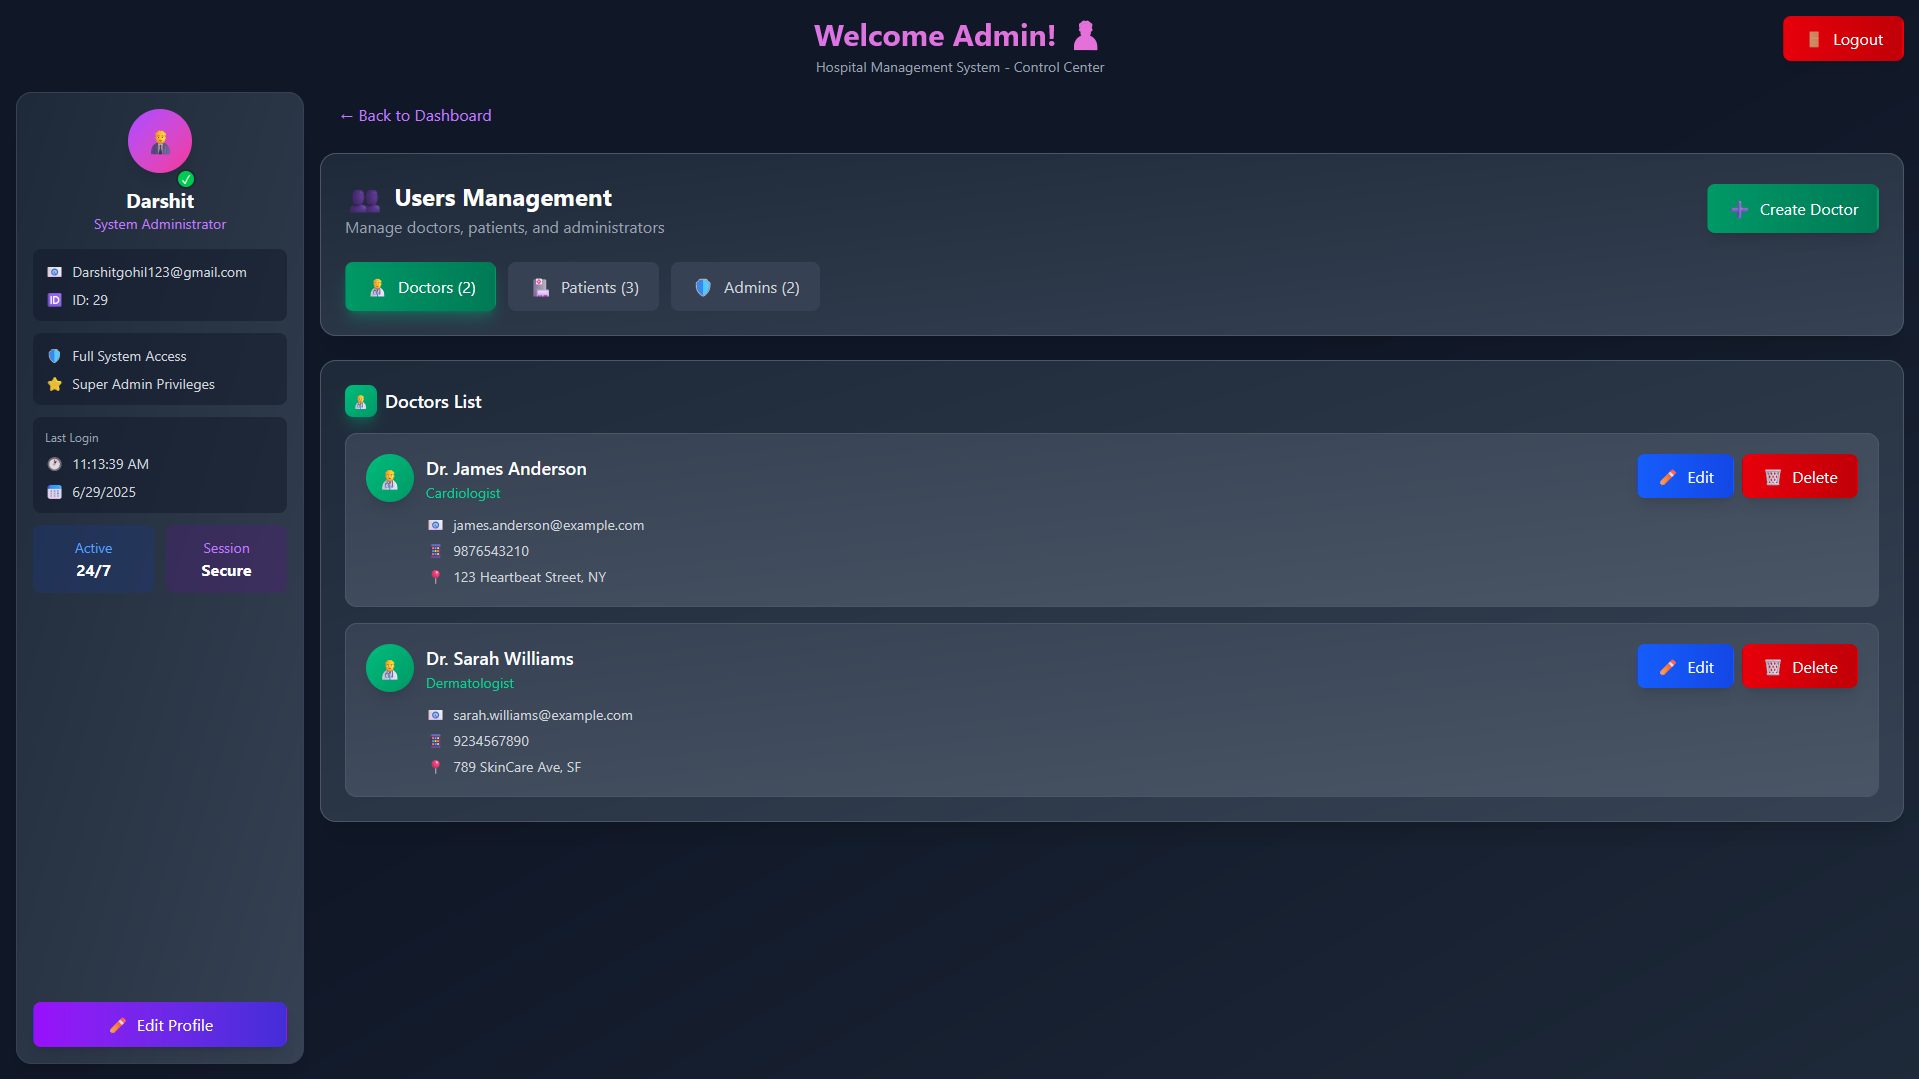 Welcome Admin!
Hospital Management System - Control Center
Logout
Darshit
System Administrator
Darshitgohil123@gmail.com
ID: 29
Full System Access
Super Admin Privileges
Last Login
11:13:39 AM
6/29/2025
Active
24/7
Session
Secure
Edit Profile
← Back to Dashboard
Users Management
Manage doctors, patients, and administrators
Create Doctor
Doctors (2)
Patients (3)
Admins (2)
Doctors List
Dr. James Anderson
Cardiologist
james.anderson@example.com
9876543210
123 Heartbeat Street, NY
Edit
Delete
Dr. Sarah Williams
Dermatologist
sarah.williams@example.com
9234567890
789 SkinCare Ave, SF
Edit
Delete